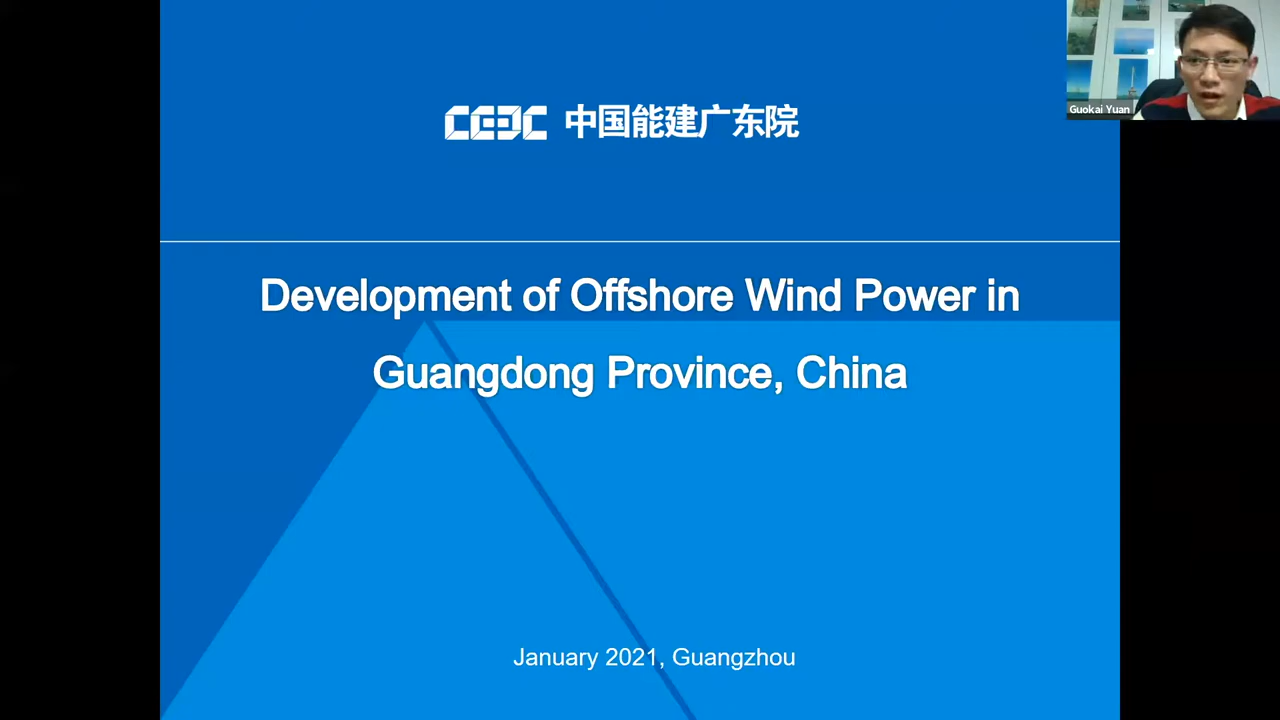 CEEC 中国能建广东院
Guokai Yuan
Development of Offshore Wind Power in
Guangdong Province, China
January 2021, Guangzhou